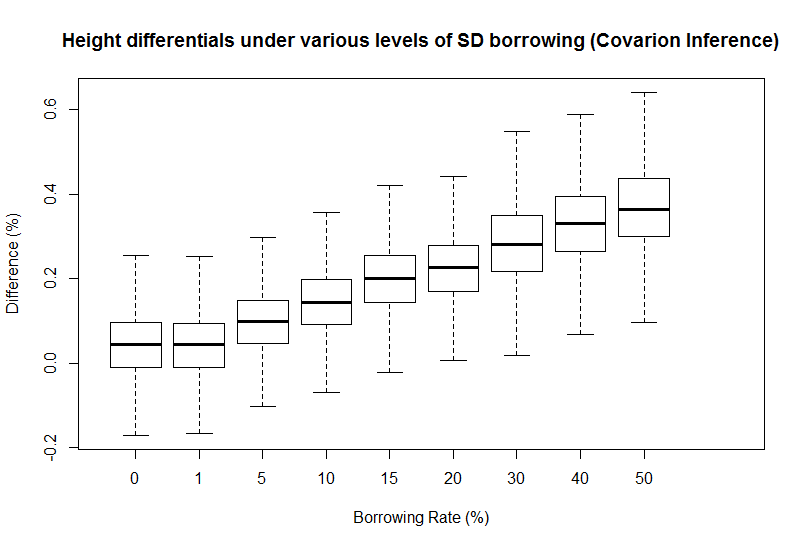 Height differentials under various levels of SD borrowing (Covarion Inference)
Difference (%)
0.6
0.4
0.2
0.0
-0.2
0 1 5 10 15 20 30 40 50
Borrowing Rate (%)